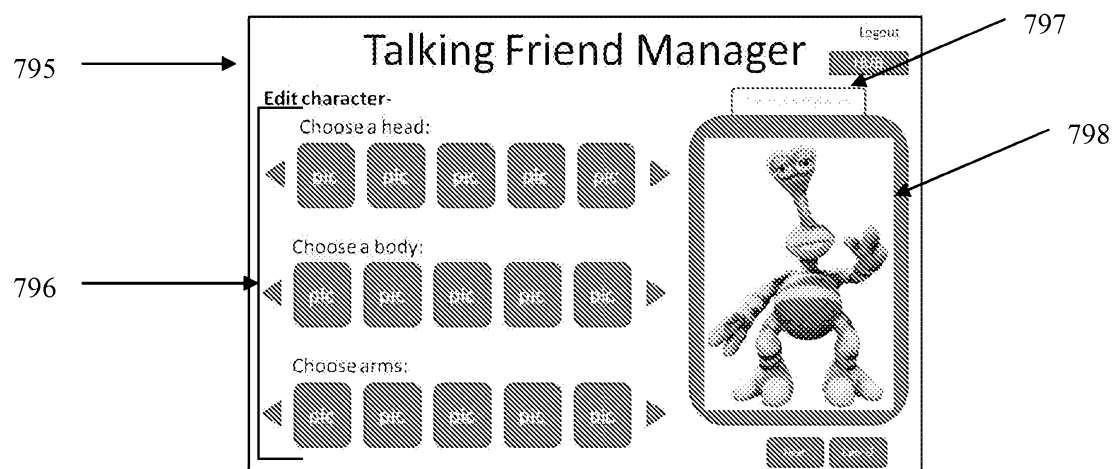 797
Logout
Talking Friend Manager
795
Edit character-
798
Choose a head:
pic pic pic pic pic
Choose a body:
796
pic pic pic pic pic
Choose arms:
pic pic pic pic pic